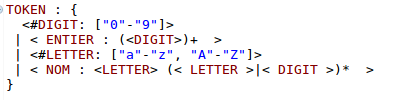 TOKEN : {
  <#DIGIT: ["0"-"9"]>
 | < ENTIER : (<DIGIT>)+  >
 | <#LETTER: ["a"-"z", "A"-"Z"]>
 | < NOM : <LETTER> (< LETTER >|< DIGIT >)*  >
}